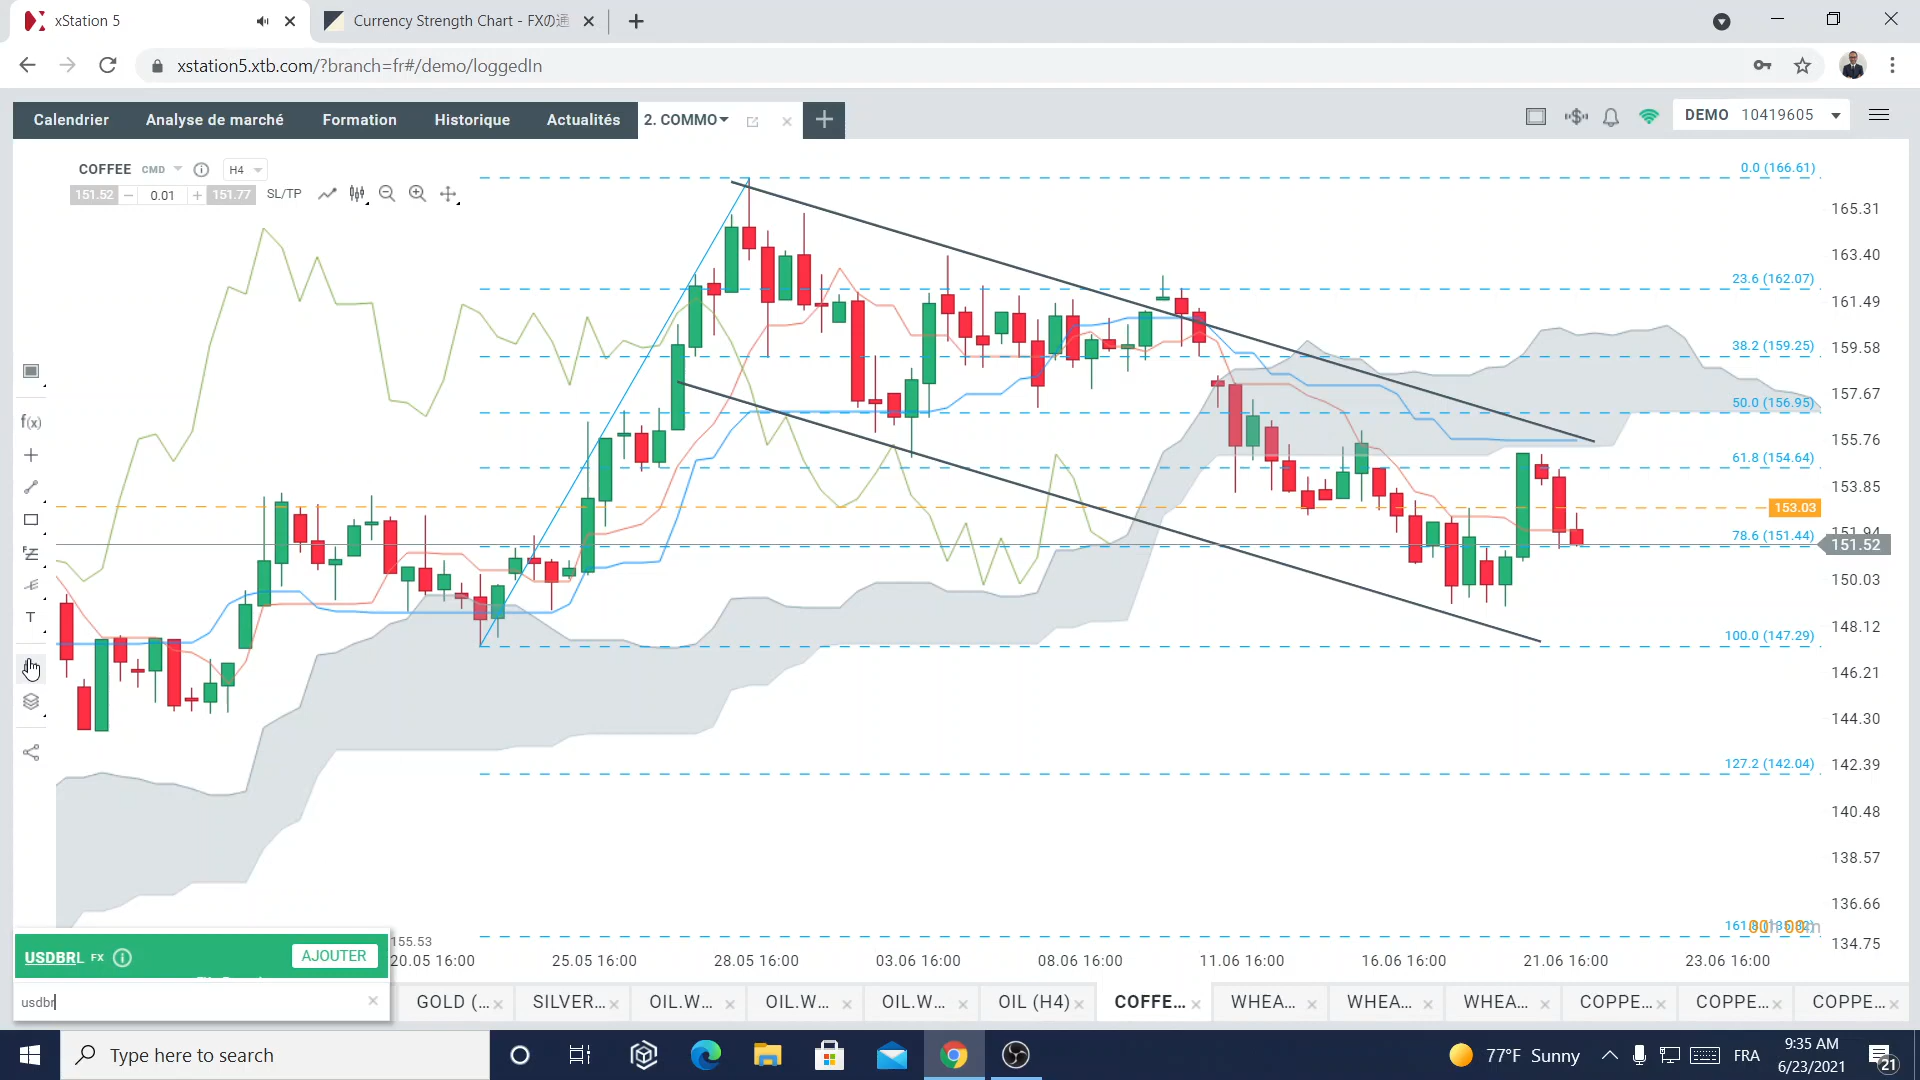 xStation 5
Currency Strength Chart - FXの通
xstation5.xtb.com/?branch=fr#/demo/loggedIn
Calendrier
Analyse de marché
Formation
Historique
Actualités
2. COMMO
DEMO 10419605
COFFEE CMD
H4
151.52 − 0.01 + 151.77 SL/TP
f(x)
T
0.0 (166.61)
23.6 (162.07)
38.2 (159.25)
50.0 (156.95)
61.8 (154.64)
78.6 (151.44)
100.0 (147.29)
127.2 (142.04)
165.31
163.40
161.49
159.58
157.67
155.76
153.85
153.03
151.94
151.52
150.03
148.12
146.21
144.30
142.39
140.48
138.57
136.66
134.75
155.53
20.05 16:00
25.05 16:00
28.05 16:00
03.06 16:00
08.06 16:00
11.06 16:00
16.06 16:00
21.06 16:00
23.06 16:00
USDBRL FX
AJOUTER
usdbr
GOLD (...
SILVER...
OIL.W...
OIL.W...
OIL.W...
OIL (H4)
COFFE...
WHEA...
WHEA...
WHEA...
COPPE...
COPPE...
COPPE...
Type here to search
77°F Sunny
FRA
9:35 AM
6/23/2021
21